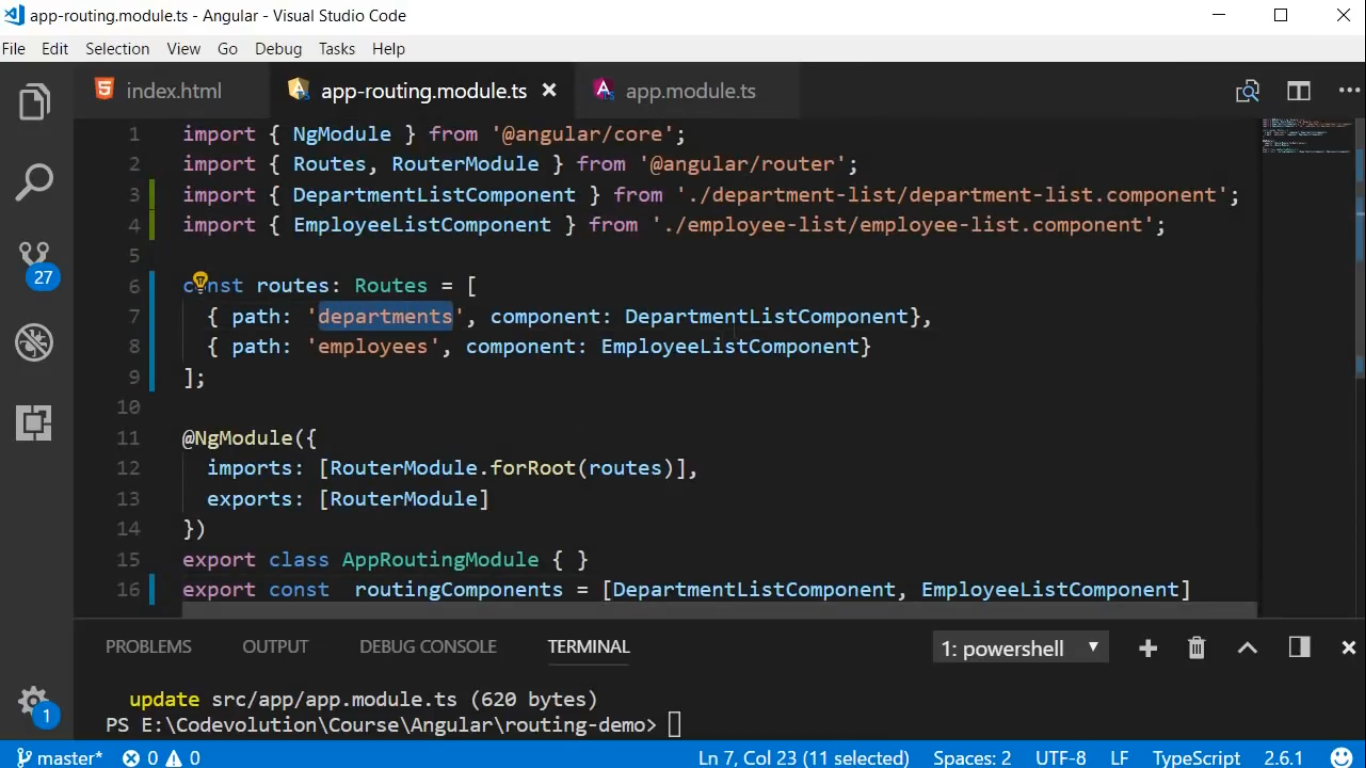 app-routing.module.ts - Angular - Visual Studio Code
File Edit Selection View Go Debug Tasks Help
index.html app-routing.module.ts app.module.ts
1 import { NgModule } from '@angular/core';
2 import { Routes, RouterModule } from '@angular/router';
3 import { DepartmentListComponent } from './department-list/department-list.component';
4 import { EmployeeListComponent } from './employee-list/employee-list.component';
5
6 const routes: Routes = [
7 { path: 'departments', component: DepartmentListComponent},
8 { path: 'employees', component: EmployeeListComponent}
9 ];
10
11 @NgModule({
12 imports: [RouterModule.forRoot(routes)],
13 exports: [RouterModule]
14 })
15 export class AppRoutingModule { }
16 export const routingComponents = [DepartmentListComponent, EmployeeListComponent]
27
1
PROBLEMS OUTPUT DEBUG CONSOLE TERMINAL 1: powershell
update src/app/app.module.ts (620 bytes)
PS E:\Codevolution\Course\Angular\routing-demo>
master* 0 0 Ln 7, Col 23 (11 selected) Spaces: 2 UTF-8 LF TypeScript 2.6.1